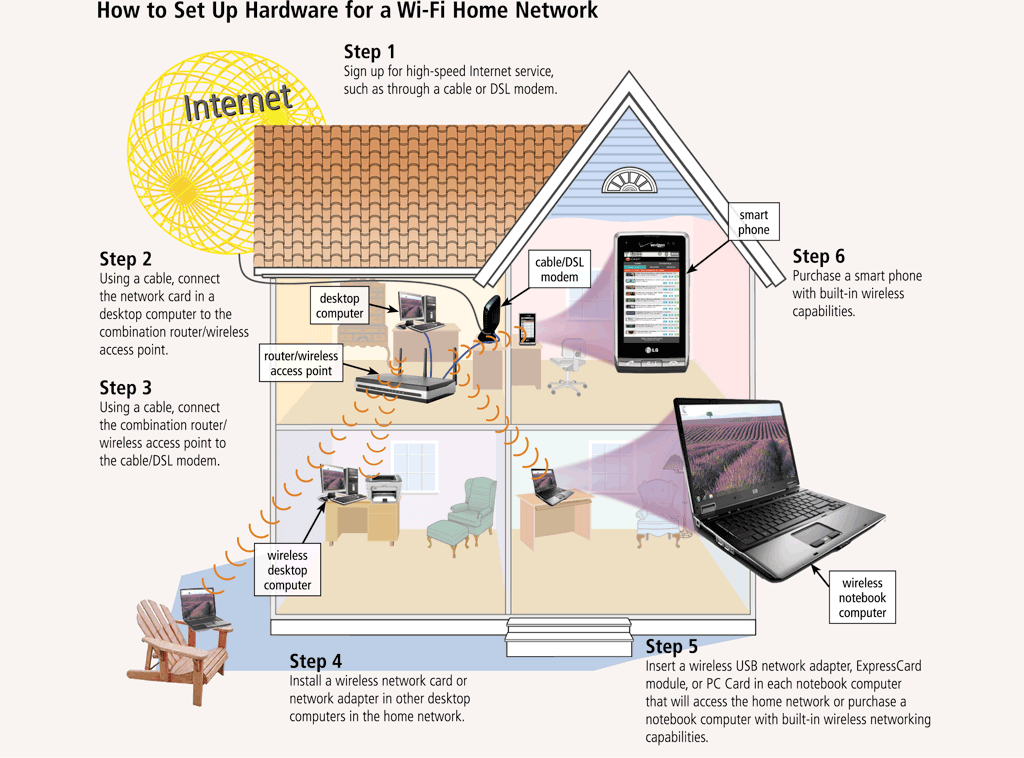 How to Set Up Hardware for a Wi-Fi Home Network
Step 1
Sign up for high-speed Internet service,
such as through a cable or DSL modem.
Internet
smart
phone
Step 2
Using a cable, connect
the network card in a
desktop computer to the
combination router/wireless
access point.
cable/DSL
modem
Step 6
Purchase a smart phone
with built-in wireless
capabilities.
desktop
computer
router/wireless
access point
verizon
LG
Step 3
Using a cable, connect
the combination router/
wireless access point to
the cable/DSL modem.
wireless
desktop
computer
wireless
notebook
computer
Step 4
Install a wireless network card or
network adapter in other desktop
computers in the home network.
Step 5
Insert a wireless USB network adapter, ExpressCard
module, or PC Card in each notebook computer
that will access the home network or purchase a
notebook computer with built-in wireless networking
capabilities.